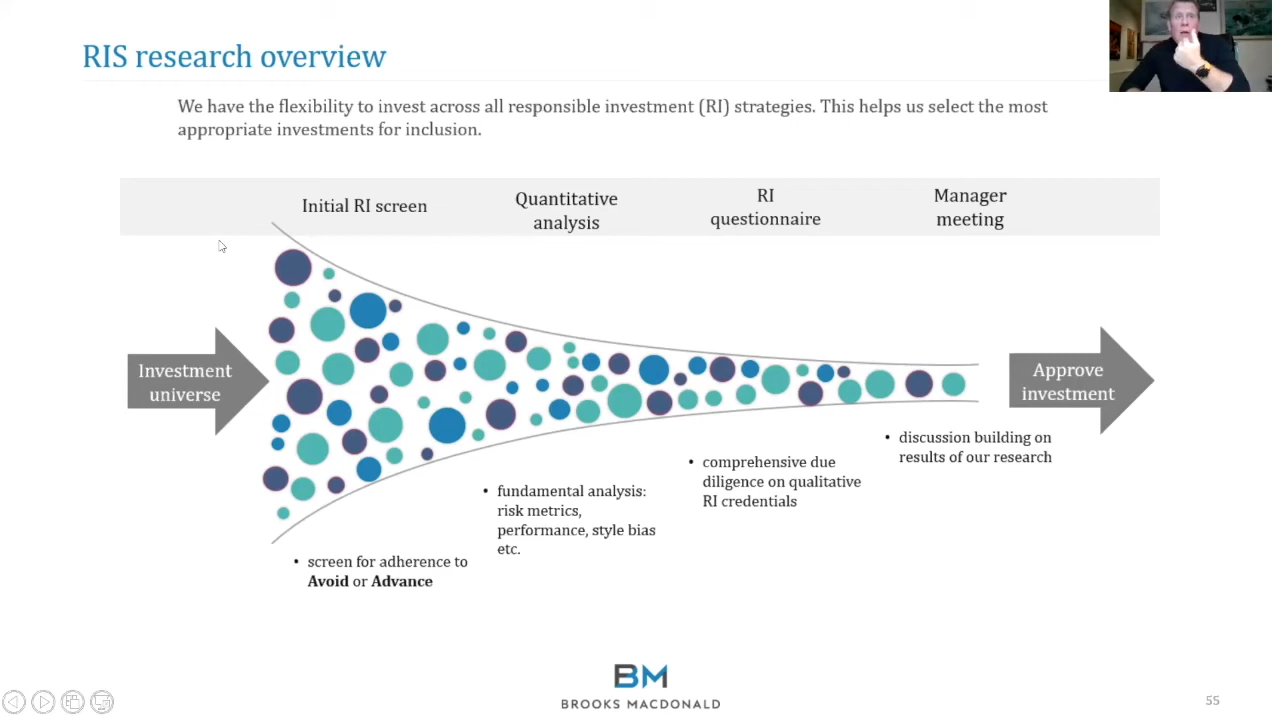 RIS research overview
We have the flexibility to invest across all responsible investment (RI) strategies. This helps us select the most
appropriate investments for inclusion.
Initial RI screen
Quantitative
analysis
RI
questionnaire
Manager
meeting
Investment
universe
Approve
investment
• screen for adherence to
Avoid or Advance
• fundamental analysis:
risk metrics,
performance, style bias
etc.
• comprehensive due
diligence on qualitative
RI credentials
• discussion building on
results of our research
BM
BROOKS MACDONALD
55